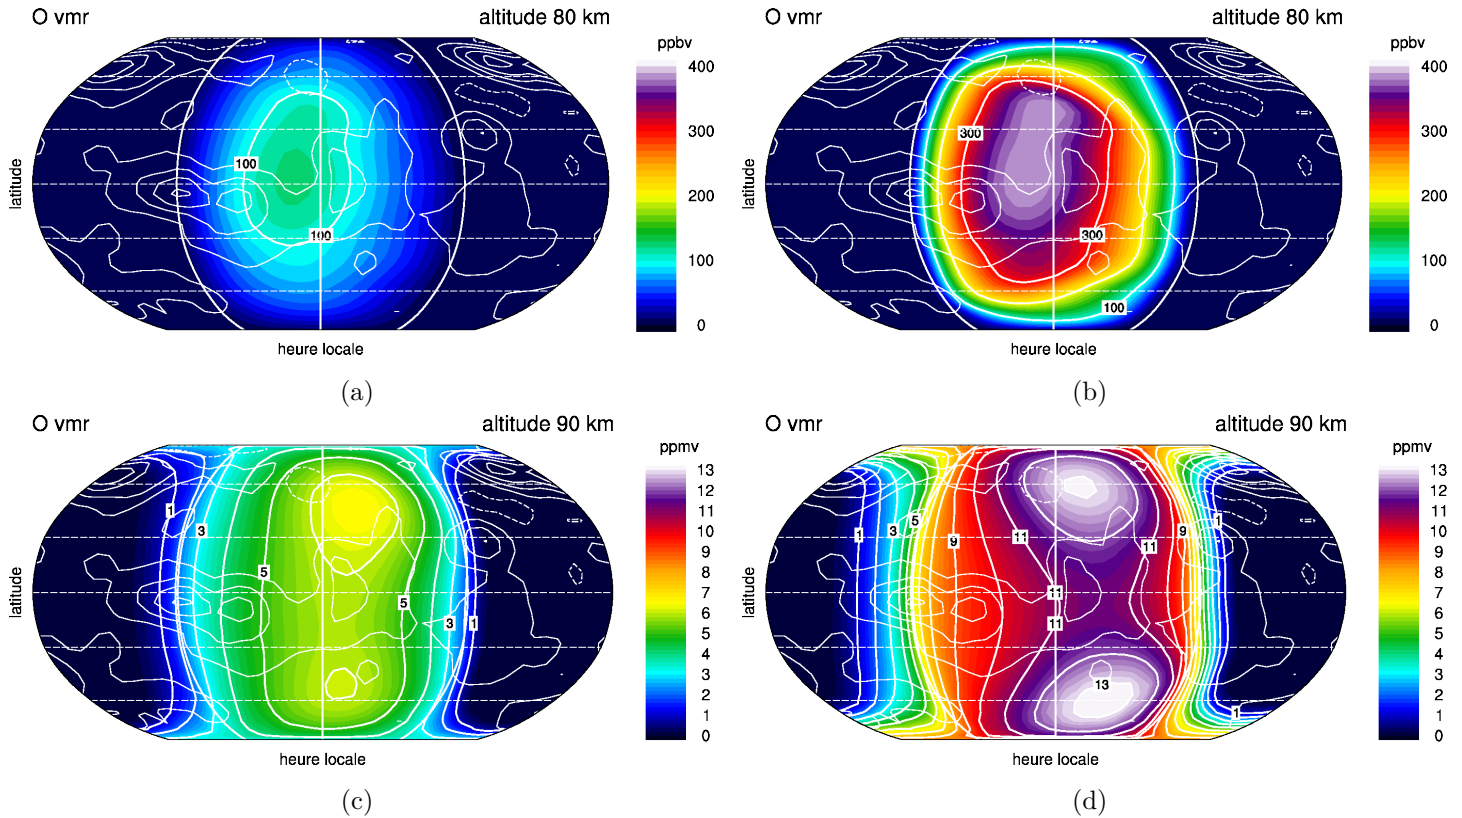 O vmr
altitude 80 km
ppbv
400
300
200
100
0
100
100
latitude
heure locale
(a)
O vmr
altitude 80 km
ppbv
400
300
200
100
0
300
300
100
latitude
heure locale
(b)
O vmr
altitude 90 km
ppmv
13
12
11
10
9
8
7
6
5
4
3
2
1
0
1
3
5
5
3
1
latitude
heure locale
(c)
O vmr
altitude 90 km
ppmv
13
12
11
10
9
8
7
6
5
4
3
2
1
0
5
1
1
3
9
11
11
9
11
11
13
1
latitude
heure locale
(d)